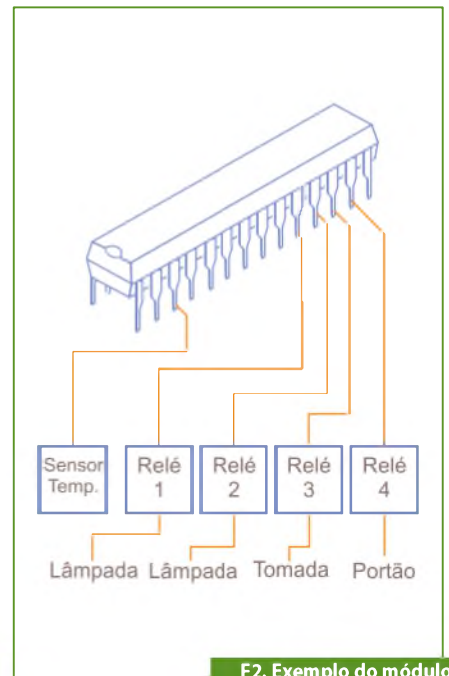 Sensor
Temp.
Relé
1
Relé
2
Relé
3
Relé
4
Lâmpada
Lâmpada
Tomada
Portão
F2. Exemplo do módulo